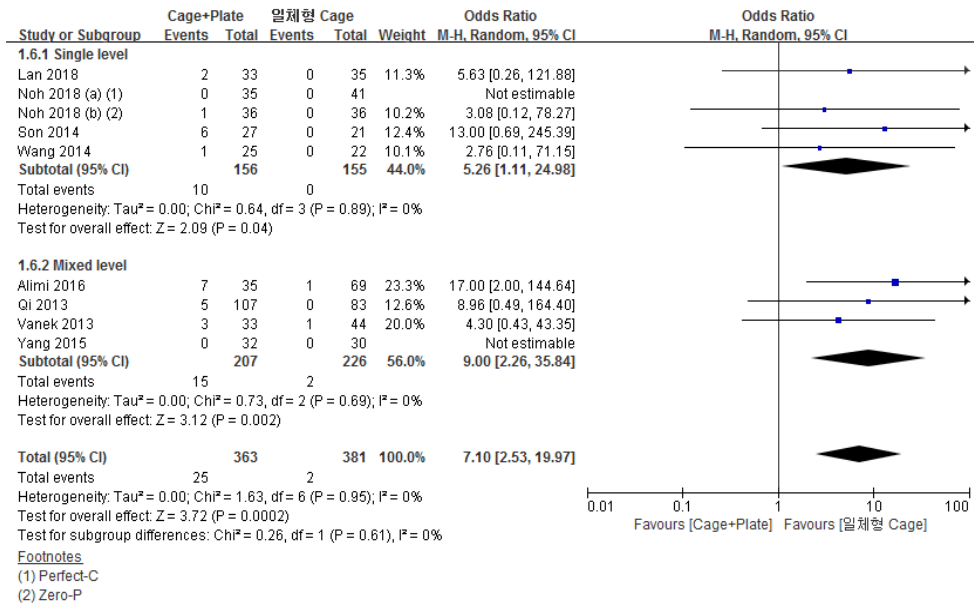 Cage+Plate 일체형 Cage Odds Ratio Odds Ratio
Study or Subgroup Events Total Events Total Weight M-H, Random, 95% CI M-H, Random, 95% CI
1.6.1 Single level
Lan 2018 2 33 0 35 11.3% 5.63 [0.26, 121.88]
Noh 2018 (a) (1) 0 35 0 41 Not estimable
Noh 2018 (b) (2) 1 36 0 36 10.2% 3.08 [0.12, 78.27]
Son 2014 6 27 0 21 12.4% 13.00 [0.69, 245.39]
Wang 2014 1 25 0 22 10.1% 2.76 [0.11, 71.15]
Subtotal (95% CI) 156 155 44.0% 5.26 [1.11, 24.98]
Total events 10 0
Heterogeneity: Tau² = 0.00; Chi² = 0.64, df = 3 (P = 0.89); I² = 0%
Test for overall effect: Z = 2.09 (P = 0.04)
1.6.2 Mixed level
Alimi 2016 7 35 1 69 23.3% 17.00 [2.00, 144.64]
Qi 2013 5 107 0 83 12.6% 8.96 [0.49, 164.40]
Vanek 2013 3 33 1 44 20.0% 4.30 [0.43, 43.35]
Yang 2015 0 32 0 30 Not estimable
Subtotal (95% CI) 207 226 56.0% 9.00 [2.26, 35.84]
Total events 15 2
Heterogeneity: Tau² = 0.00; Chi² = 0.73, df = 2 (P = 0.69); I² = 0%
Test for overall effect: Z = 3.12 (P = 0.002)
Total (95% CI) 363 381 100.0% 7.10 [2.53, 19.97]
Total events 25 2
Heterogeneity: Tau² = 0.00; Chi² = 1.63, df = 6 (P = 0.95); I² = 0%
Test for overall effect: Z = 3.72 (P = 0.0002)
Test for subgroup differences: Chi² = 0.26, df = 1 (P = 0.61), I² = 0%
0.01 0.1 1 10 100
Favours [Cage+Plate] Favours [일체형 Cage]
Footnotes
(1) Perfect-C
(2) Zero-P